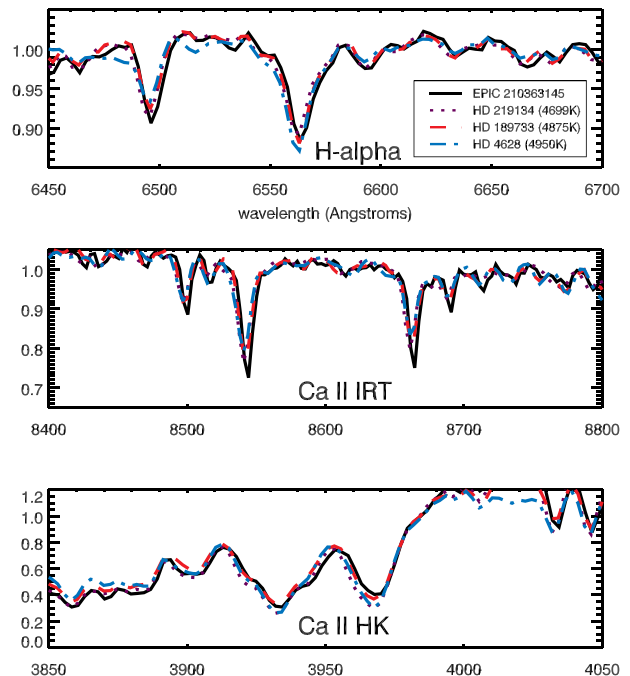 1.00
0.95
0.90
EPIC 210363145
HD 219134 (4699K)
HD 189733 (4875K)
HD 4628 (4950K)
H-alpha
6450 6500 6550 6600 6650 6700
wavelength (Angstroms)
1.0
0.9
0.8
0.7
Ca II IRT
8400 8500 8600 8700 8800
1.2
1.0
0.8
0.6
0.4
0.2
0.0
Ca II HK
3850 3900 3950 4000 4050